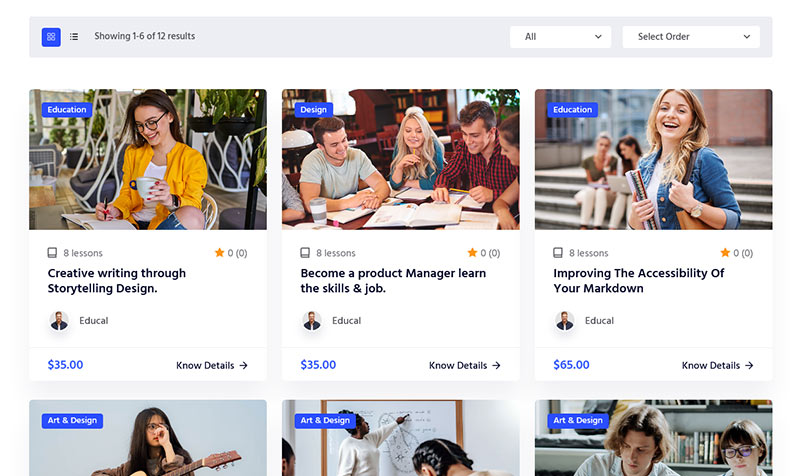 Showing 1-6 of 12 results
All
Select Order
Education
Design
Education
8 lessons
0 (0)
8 lessons
0 (0)
8 lessons
0 (0)
Creative writing through
Storytelling Design.
Become a product Manager learn
the skills & job.
Improving The Accessibility Of
Your Markdown
Educal
Educal
Educal
$35.00
Know Details →
$35.00
Know Details →
$65.00
Know Details →
Art & Design
Art & Design
Art & Design